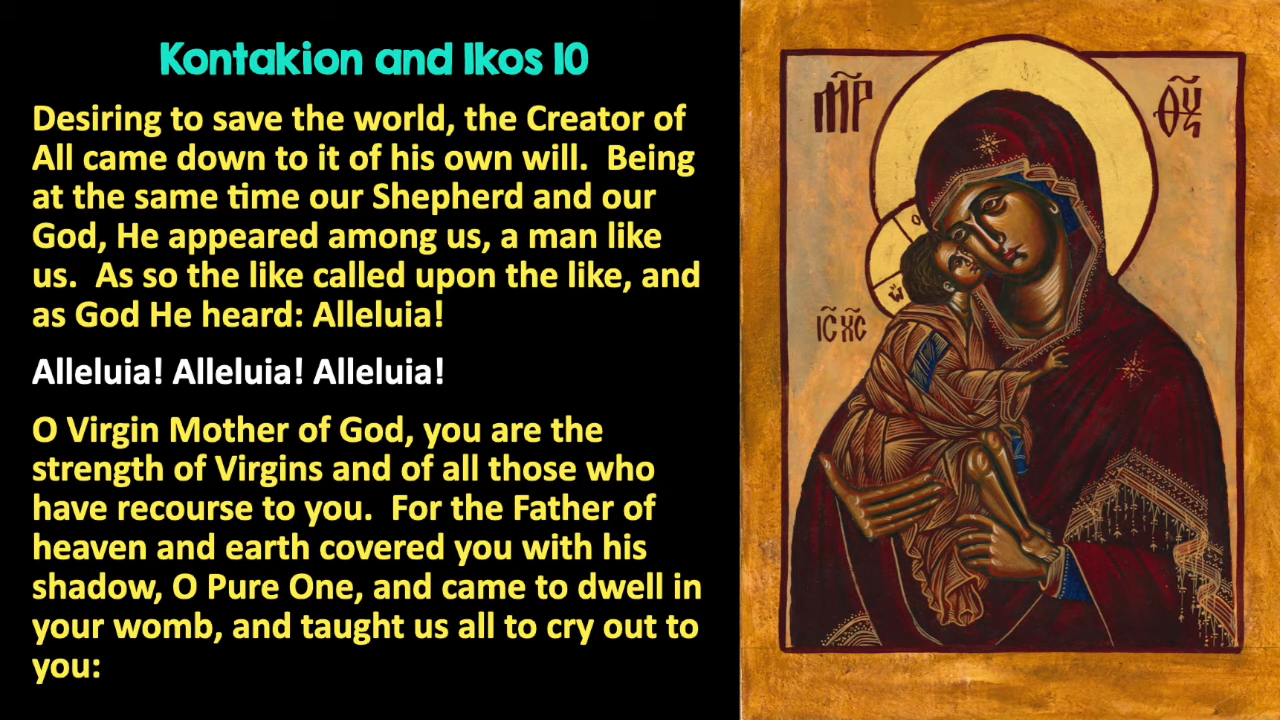 Kontakion and Ikos 10
Desiring to save the world, the Creator of
All came down to it of his own will.  Being
at the same time our Shepherd and our
God, He appeared among us, a man like
us.  As so the like called upon the like, and
as God He heard: Alleluia!
Alleluia! Alleluia! Alleluia!
O Virgin Mother of God, you are the
strength of Virgins and of all those who
have recourse to you.  For the Father of
heaven and earth covered you with his
shadow, O Pure One, and came to dwell in
your womb, and taught us all to cry out to
you:
М҃Р Ѳ҃Ѵ
О
Ѡ
ІС҃ ХС҃